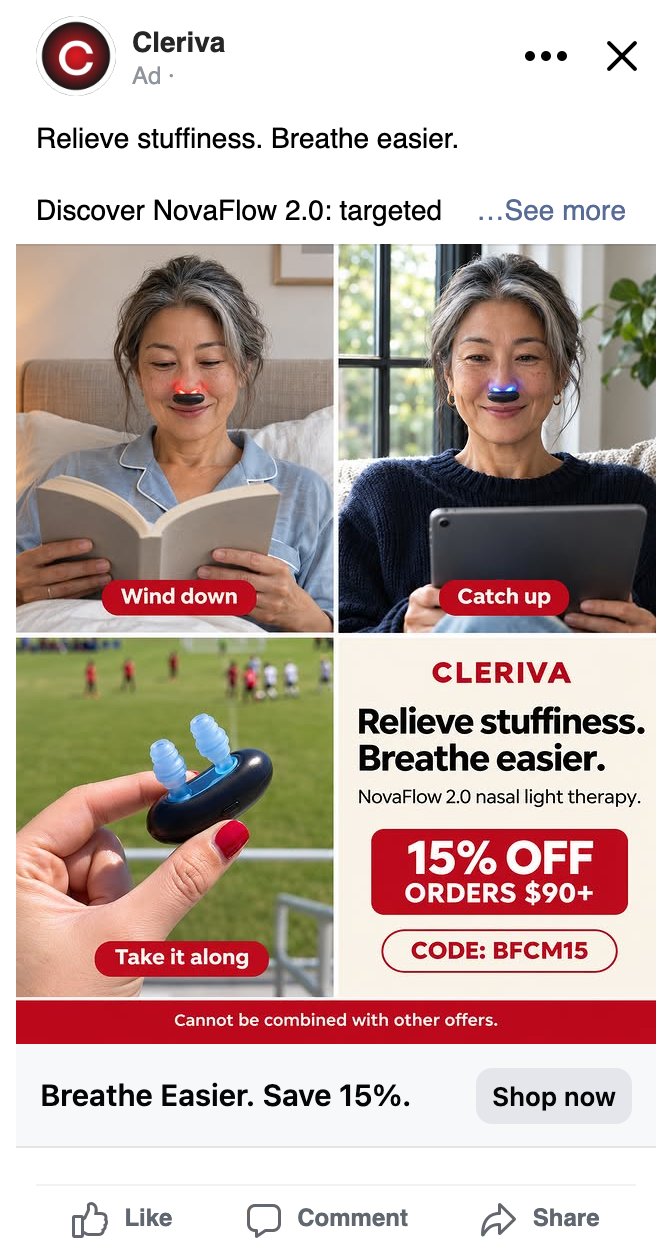 C
Cleriva
Ad ·
Relieve stuffiness. Breathe easier.
Discover NovaFlow 2.0: targeted ...See more
Wind down
Catch up
Take it along
CLERIVA
Relieve stuffiness.
Breathe easier.
NovaFlow 2.0 nasal light therapy.
15% OFF
ORDERS $90+
CODE: BFCM15
Cannot be combined with other offers.
Breathe Easier. Save 15%.
Shop now
Like
Comment
Share